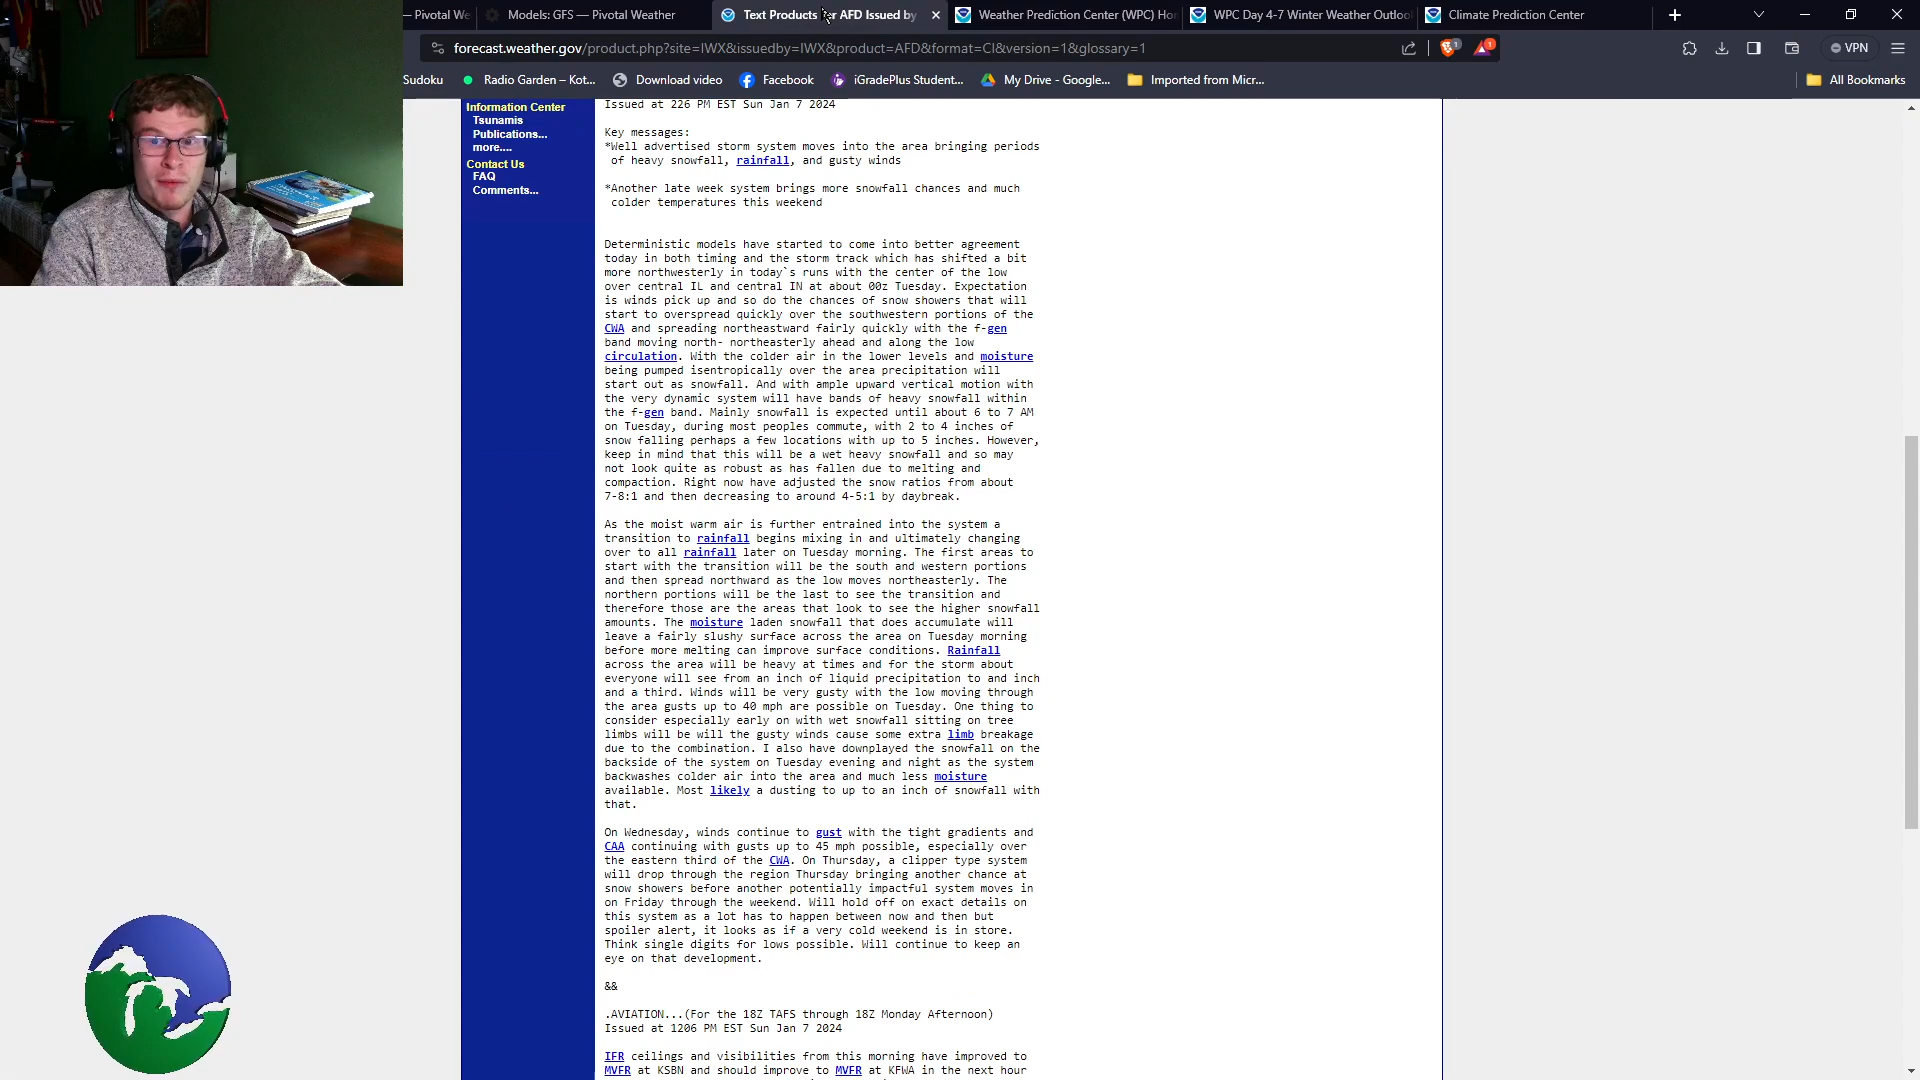 — Pivotal We
Models: GFS — Pivotal Weather
Text Products for AFD Issued by
Weather Prediction Center (WPC) Ho
WPC Day 4-7 Winter Weather Outloo
Climate Prediction Center
forecast.weather.gov/product.php?site=IWX&issuedby=IWX&product=AFD&format=CI&version=1&glossary=1
1
1
VPN
Sudoku
Radio Garden – Kot...
Download video
Facebook
iGradePlus Student...
My Drive - Google...
Imported from Micr...
All Bookmarks
Information Center
Tsunamis
Publications...
more....
Contact Us
FAQ
Comments...
Issued at 226 PM EST Sun Jan 7 2024
Key messages:
*Well advertised storm system moves into the area bringing periods
of heavy snowfall, rainfall, and gusty winds
*Another late week system brings more snowfall chances and much
colder temperatures this weekend
Deterministic models have started to come into better agreement
today in both timing and the storm track which has shifted a bit
more northwesterly in today`s runs with the center of the low
over central IL and central IN at about 00z Tuesday. Expectation
is winds pick up and so do the chances of snow showers that will
start to overspread quickly over the southwestern portions of the
CWA and spreading northeastward fairly quickly with the f-gen
band moving north- northeasterly ahead and along the low
circulation. With the colder air in the lower levels and moisture
being pumped isentropically over the area precipitation will
start out as snowfall. And with ample upward vertical motion with
the very dynamic system will have bands of heavy snowfall within
the f-gen band. Mainly snowfall is expected until about 6 to 7 AM
on Tuesday, during most peoples commute, with 2 to 4 inches of
snow falling perhaps a few locations with up to 5 inches. However,
keep in mind that this will be a wet heavy snowfall and so may
not look quite as robust as has fallen due to melting and
compaction. Right now have adjusted the snow ratios from about
7-8:1 and then decreasing to around 4-5:1 by daybreak.
As the moist warm air is further entrained into the system a
transition to rainfall begins mixing in and ultimately changing
over to all rainfall later on Tuesday morning. The first areas to
start with the transition will be the south and western portions
and then spread northward as the low moves northeasterly. The
northern portions will be the last to see the transition and
therefore those are the areas that look to see the higher snowfall
amounts. The moisture laden snowfall that does accumulate will
leave a fairly slushy surface across the area on Tuesday morning
before more melting can improve surface conditions. Rainfall
across the area will be heavy at times and for the storm about
everyone will see from an inch of liquid precipitation to and inch
and a third. Winds will be very gusty with the low moving through
the area gusts up to 40 mph are possible on Tuesday. One thing to
consider especially early on with wet snowfall sitting on tree
limbs will be will the gusty winds cause some extra limb breakage
due to the combination. I also have downplayed the snowfall on the
backside of the system on Tuesday evening and night as the system
backwashes colder air into the area and much less moisture
available. Most likely a dusting to up to an inch of snowfall with
that.
On Wednesday, winds continue to gust with the tight gradients and
CAA continuing with gusts up to 45 mph possible, especially over
the eastern third of the CWA. On Thursday, a clipper type system
will drop through the region Thursday bringing another chance at
snow showers before another potentially impactful system moves in
on Friday through the weekend. Will hold off on exact details on
this system as a lot has to happen between now and then but
spoiler alert, it looks as if a very cold weekend is in store.
Think single digits for lows possible. Will continue to keep an
eye on that development.
&&
.AVIATION...(For the 18Z TAFS through 18Z Monday Afternoon)
Issued at 1206 PM EST Sun Jan 7 2024
IFR ceilings and visibilities from this morning have improved to
MVFR at KSBN and should improve to MVFR at KFWA in the next hour